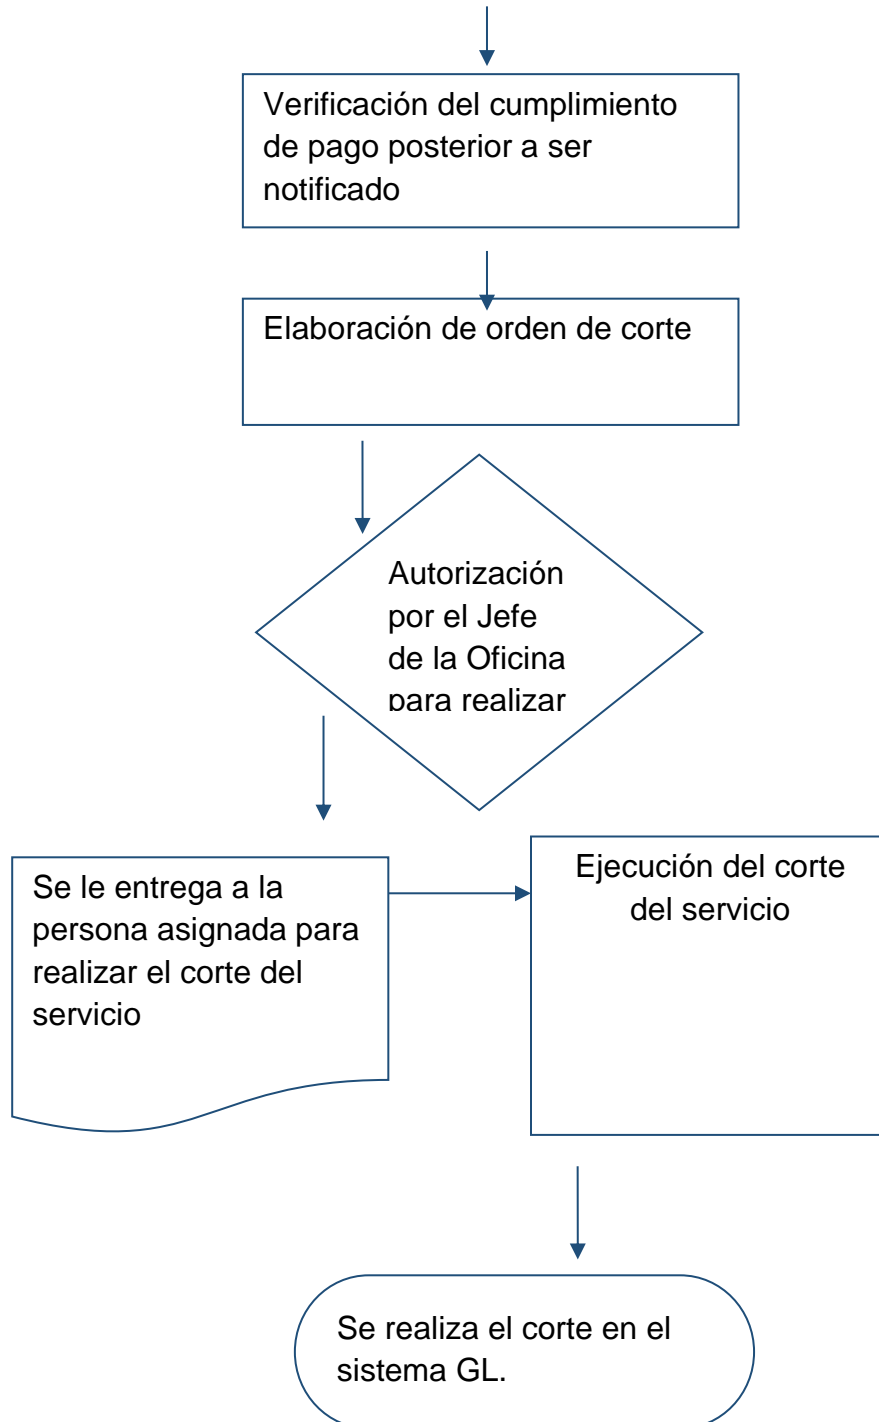 Verificación del cumplimiento
de pago posterior a ser
notificado
Elaboración de orden de corte
Autorización
por el Jefe
de la Oficina
para realizar
Se le entrega a la
persona asignada para
realizar el corte del
servicio
Ejecución del corte
del servicio
Se realiza el corte en el
sistema GL.